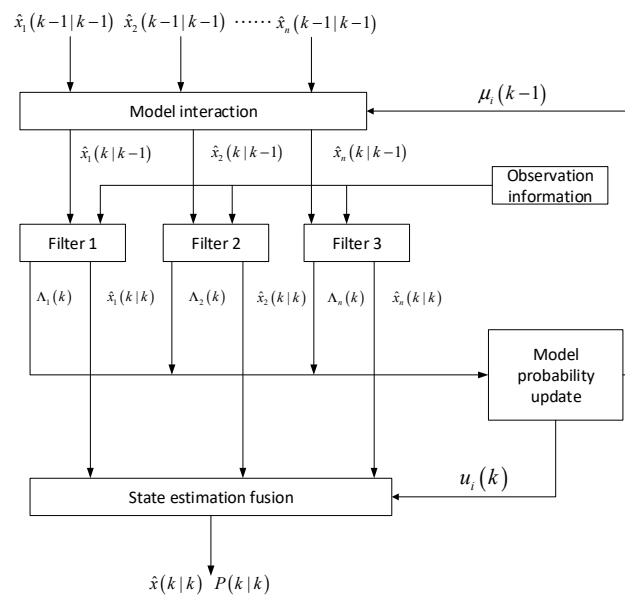 x̂₁(k−1|k−1) x̂₂(k−1|k−1) ⋯⋯ x̂ₙ(k−1|k−1)
Model interaction
μᵢ(k−1)
x̂₁(k|k−1) x̂₂(k|k−1) x̂ₙ(k|k−1)
Observation
information
Filter 1 Filter 2 Filter 3
Λ₁(k) x̂₁(k|k) Λ₂(k) x̂₂(k|k) Λₙ(k) x̂ₙ(k|k)
Model
probability
update
uᵢ(k)
State estimation fusion
x̂(k|k) P(k|k)